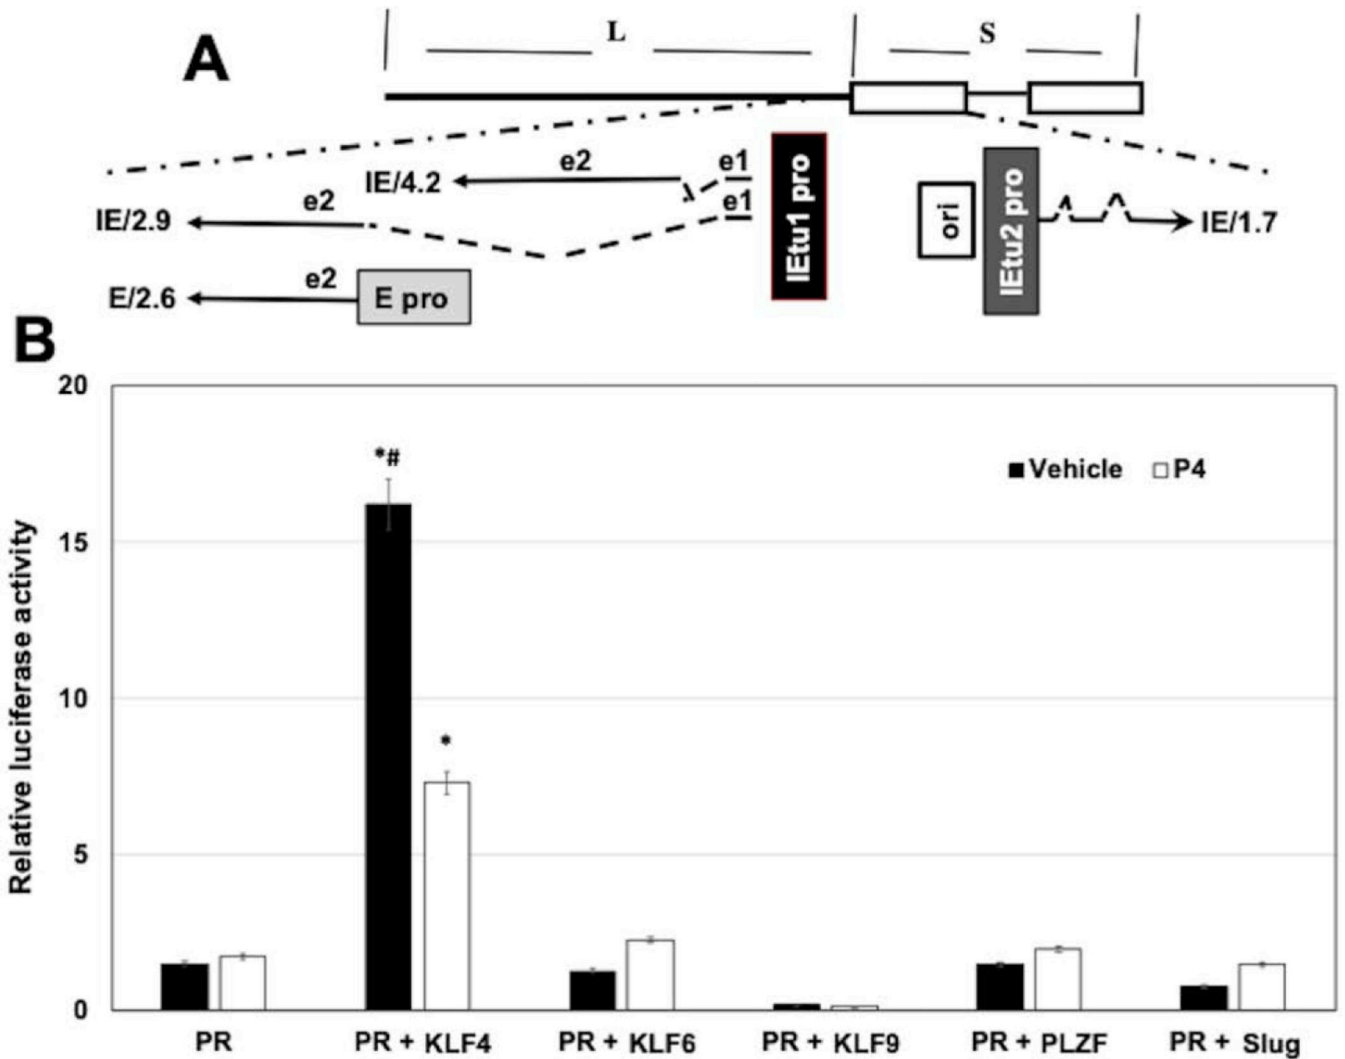 A
L
S
IE/4.2
e2
e1
IE/2.9
e2
e1
E/2.6
e2
E pro
IEtu1 pro
ori
IEtu2 pro
IE/1.7
B
Relative luciferase activity
20
15
10
5
0
*#
*
Vehicle
P4
PR
PR + KLF4
PR + KLF6
PR + KLF9
PR + PLZF
PR + Slug